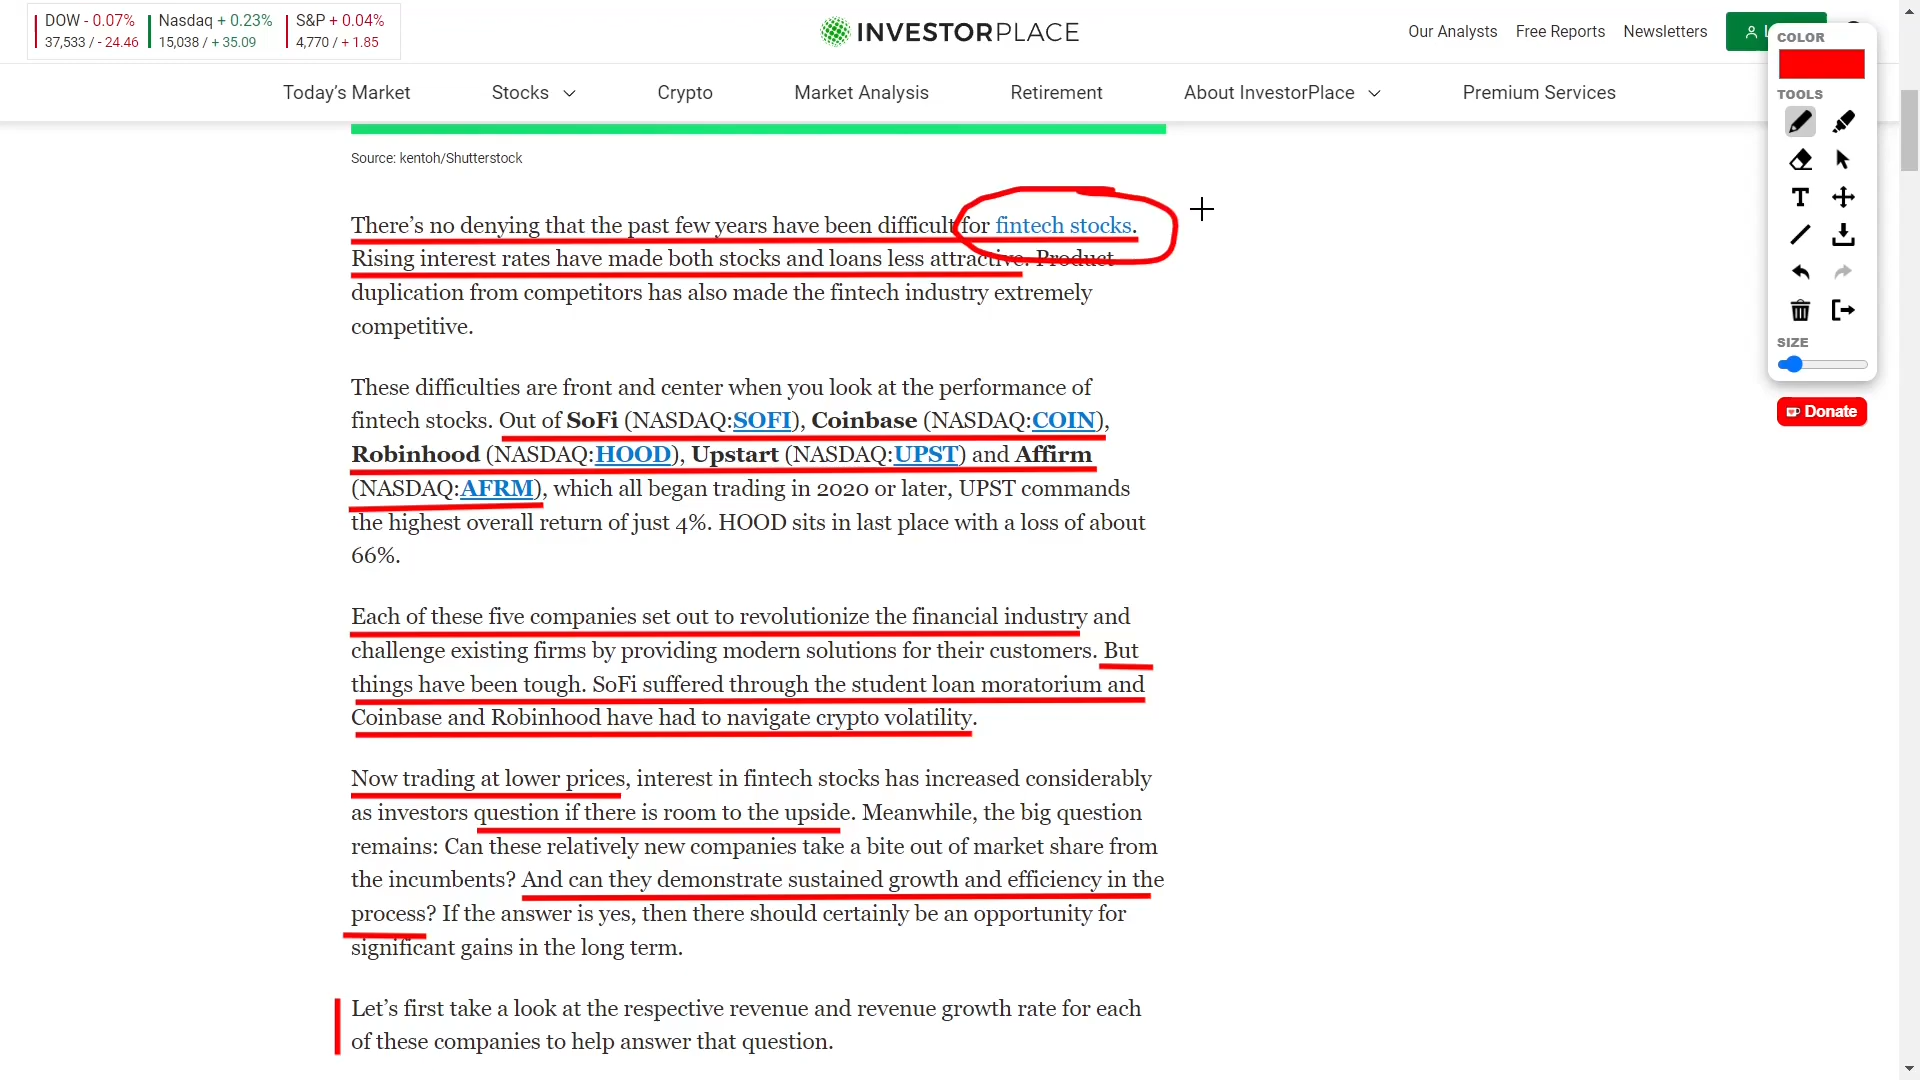 DOW - 0.07%
37,533 / - 24.46
Nasdaq + 0.23%
15,038 / + 35.09
S&P + 0.04%
4,770 / + 1.85
INVESTORPLACE
Our Analysts Free Reports Newsletters
COLOR
TOOLS
SIZE
Donate
Today’s Market Stocks Crypto Market Analysis Retirement About InvestorPlace Premium Services
Source: kentoh/Shutterstock
There’s no denying that the past few years have been difficult for fintech stocks.
Rising interest rates have made both stocks and loans less attractive. Product
duplication from competitors has also made the fintech industry extremely
competitive.
These difficulties are front and center when you look at the performance of
fintech stocks. Out of SoFi (NASDAQ:SOFI), Coinbase (NASDAQ:COIN),
Robinhood (NASDAQ:HOOD), Upstart (NASDAQ:UPST) and Affirm
(NASDAQ:AFRM), which all began trading in 2020 or later, UPST commands
the highest overall return of just 4%. HOOD sits in last place with a loss of about
66%.
Each of these five companies set out to revolutionize the financial industry and
challenge existing firms by providing modern solutions for their customers. But
things have been tough. SoFi suffered through the student loan moratorium and
Coinbase and Robinhood have had to navigate crypto volatility.
Now trading at lower prices, interest in fintech stocks has increased considerably
as investors question if there is room to the upside. Meanwhile, the big question
remains: Can these relatively new companies take a bite out of market share from
the incumbents? And can they demonstrate sustained growth and efficiency in the
process? If the answer is yes, then there should certainly be an opportunity for
significant gains in the long term.
Let’s first take a look at the respective revenue and revenue growth rate for each
of these companies to help answer that question.